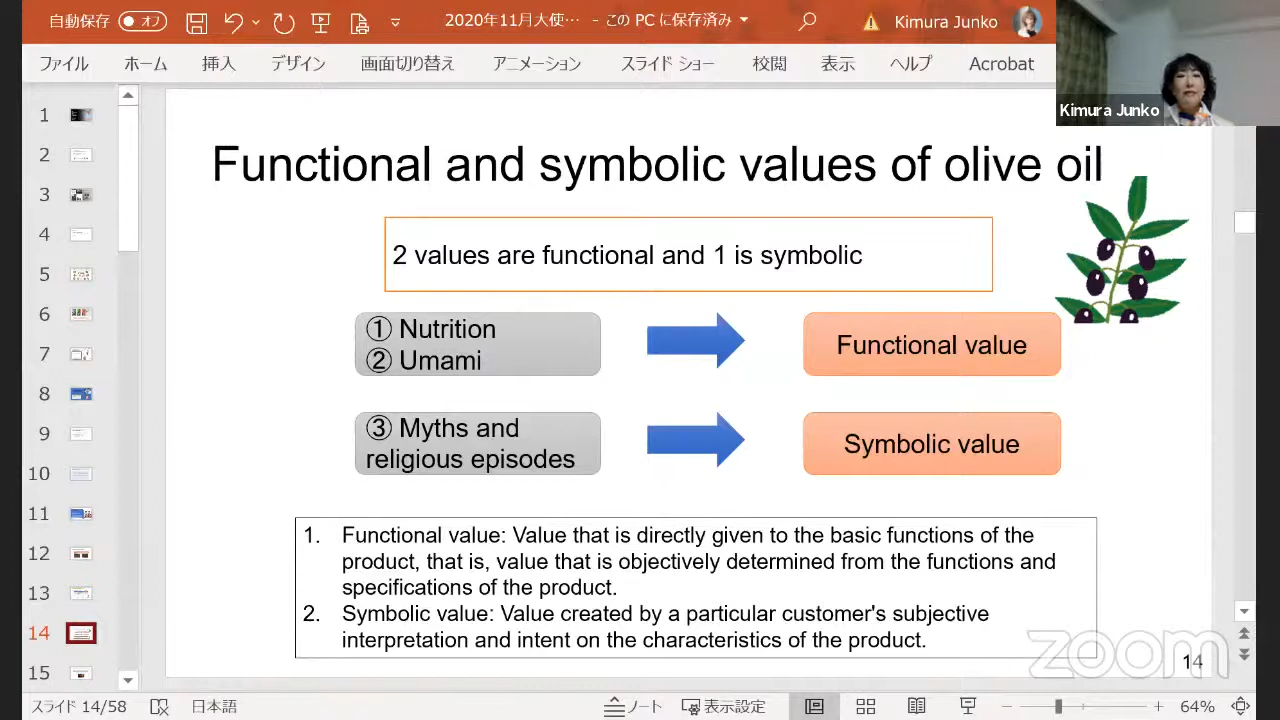 自動保存 オフ 2020年11月大使… - この PC に保存済み Kimura Junko
ファイル ホーム 挿入 デザイン 画面切り替え アニメーション スライド ショー 校閲 表示 ヘルプ Acrobat
Kimura Junko
1
2
3
4
5
6
7
8
9
10
11
12
13
14
15
Functional and symbolic values of olive oil
2 values are functional and 1 is symbolic
① Nutrition
② Umami
Functional value
③ Myths and
religious episodes
Symbolic value
1. Functional value: Value that is directly given to the basic functions of the
product, that is, value that is objectively determined from the functions and
specifications of the product.
2. Symbolic value: Value created by a particular customer's subjective
interpretation and intent on the characteristics of the product.
zoom
14
スライド 14/58 日本語 ノート 表示設定 64%